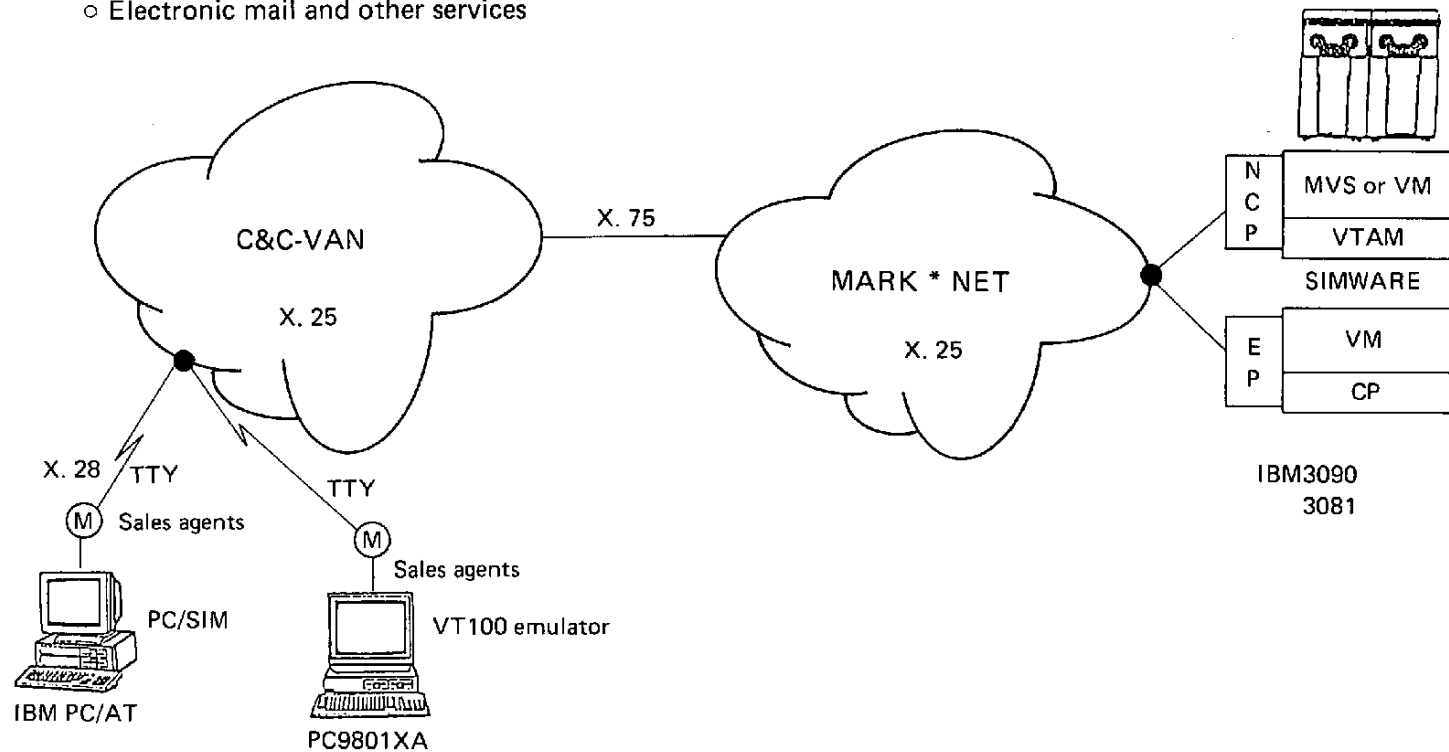 ○ Electronic mail and other services
C&C-VAN
X. 25
X. 75
MARK * NET
X. 25
N
C
P
MVS or VM
VTAM
SIMWARE
E
P
VM
CP
IBM3090
3081
X. 28
TTY
TTY
M
Sales agents
M
Sales agents
PC/SIM
VT100 emulator
IBM PC/AT
PC9801XA